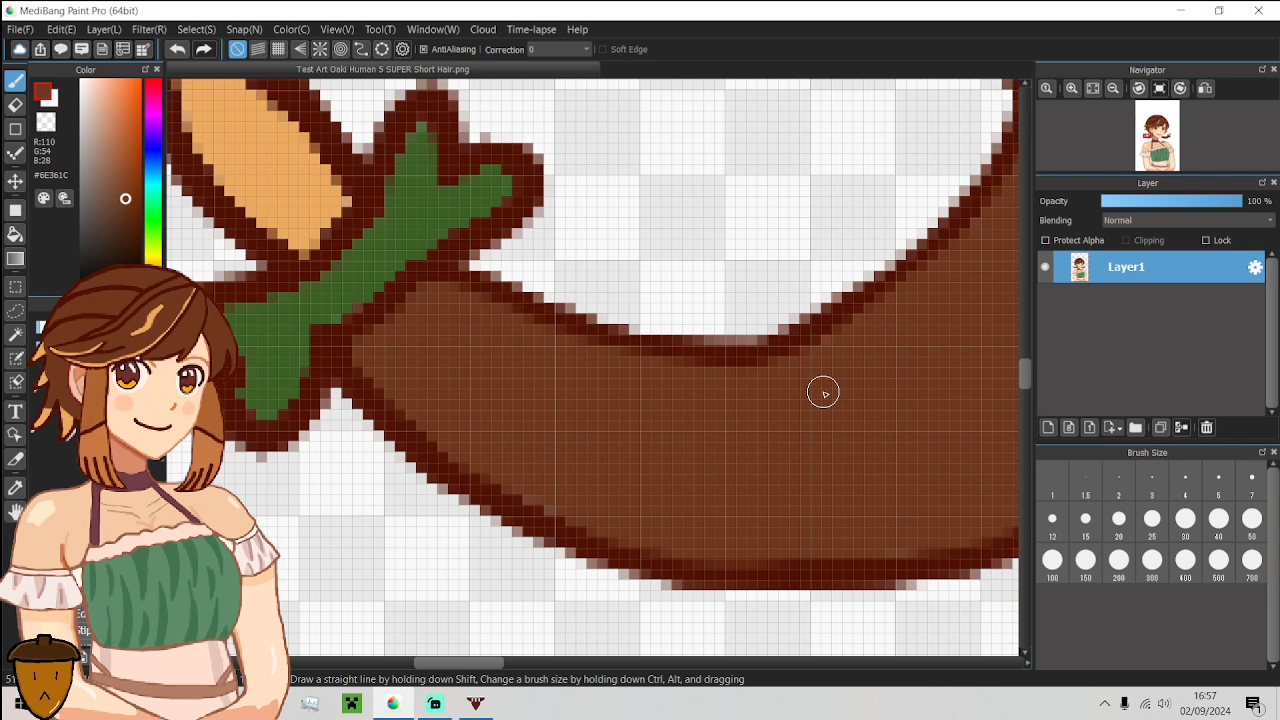 MediBang Paint Pro (64bit)
File(F) Edit(E) Layer(L) Filter(R) Select(S) Snap(N) Color(C) View(V) Tool(T) Window(W) Cloud Time-lapse Help
AntiAliasing Correction 0 Soft Edge
Color
Test Art Oaki Human 5 SUPER Short Hair.png
Navigator
R:110
G:54
B:28
#6E361C
Layer
Opacity 100 %
Blending Normal
Protect Alpha Clipping Lock
Layer1
Brush Size
1 1.5 2 3 4 5 7
12 15 20 25 30 40 50
100 150 200 300 400 500 700
Draw a straight line by holding down Shift, Change a brush size by holding down Ctrl, Alt, and dragging
16:57
02/09/2024